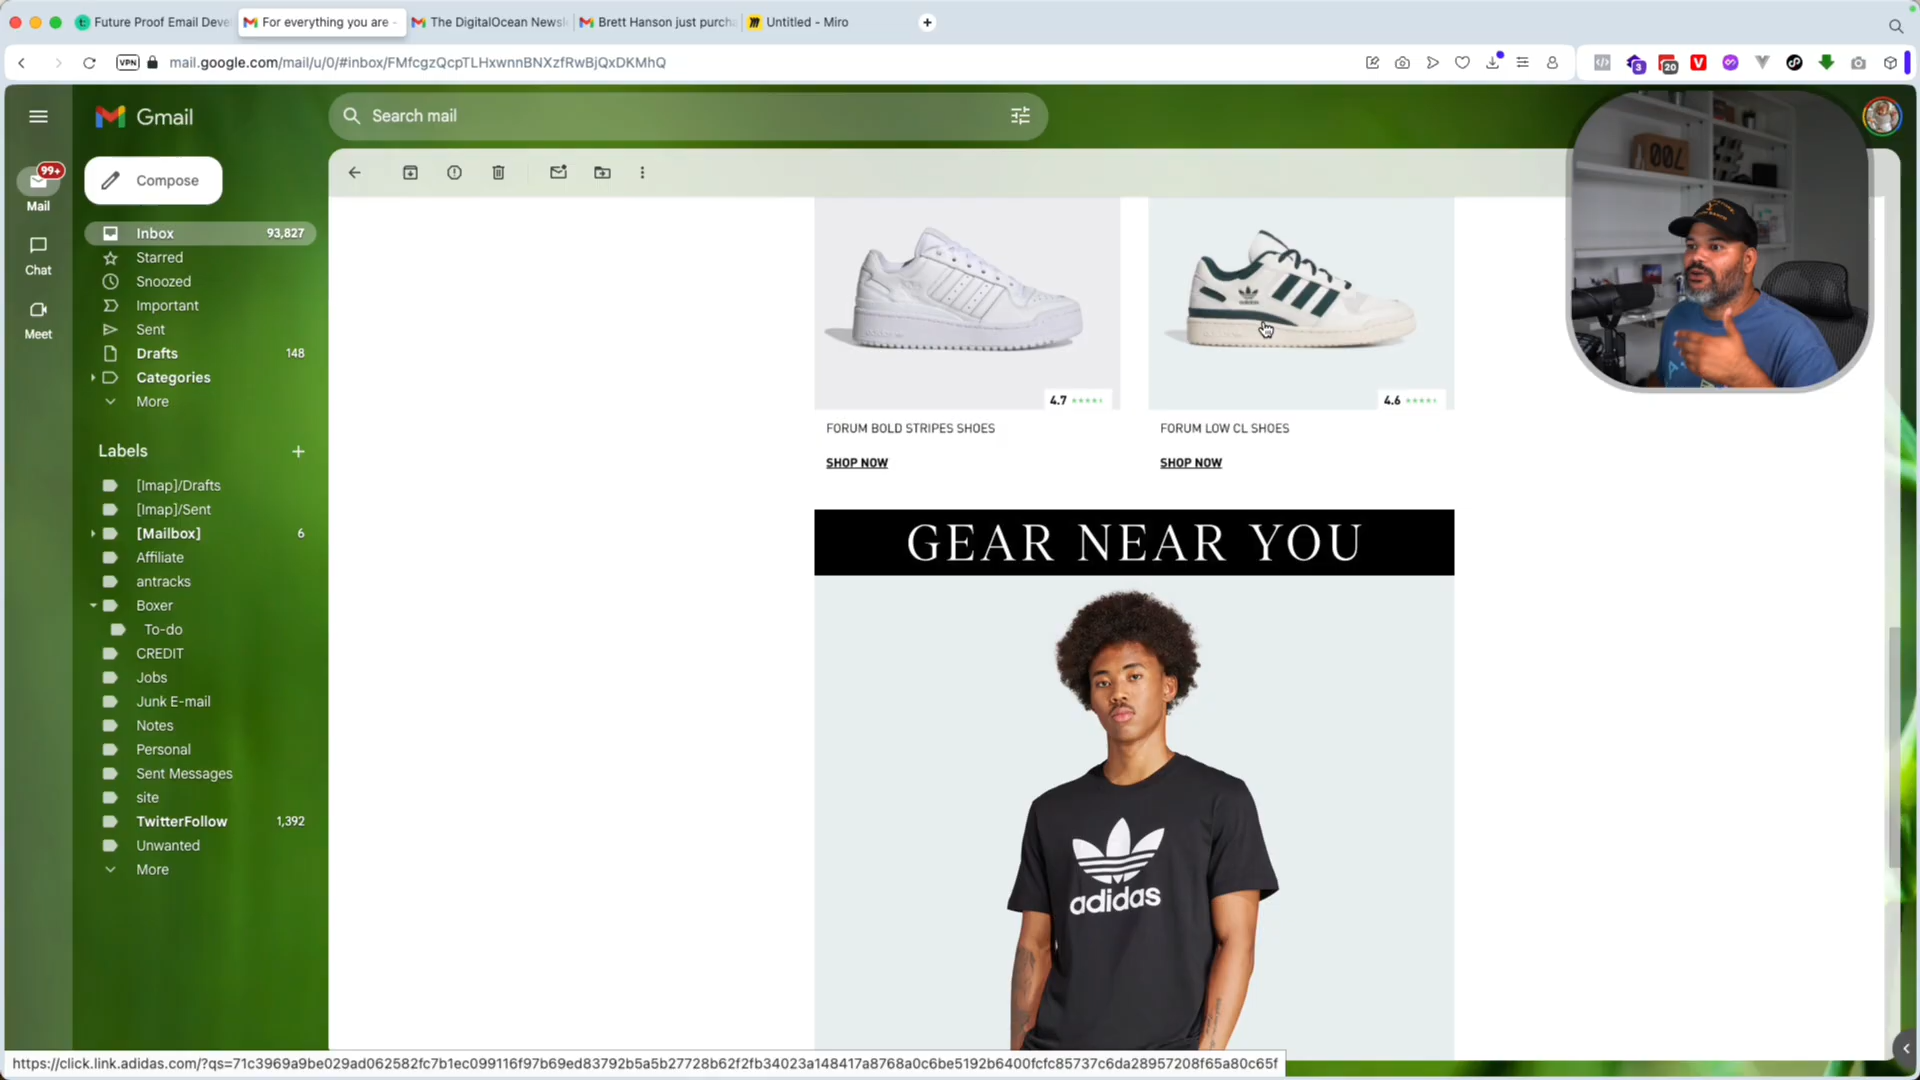 Future Proof Email Deve
For everything you are -
The DigitalOcean Newsl
Brett Hanson just purch
Untitled - Miro
VPN
mail.google.com/mail/u/0/#inbox/FMfcgzQcpTLHxwnnBNXzfRwBjQxDKMhQ
3
20
Gmail
Search mail
99+
Mail
Chat
Meet
Compose
Inbox 93,827
Starred
Snoozed
Important
Sent
Drafts 148
Categories
More
Labels
[Imap]/Drafts
[Imap]/Sent
[Mailbox] 6
Affiliate
antracks
Boxer
To-do
CREDIT
Jobs
Junk E-mail
Notes
Personal
Sent Messages
site
TwitterFollow 1,392
Unwanted
More
4.7
4.6
FORUM BOLD STRIPES SHOES
FORUM LOW CL SHOES
SHOP NOW
SHOP NOW
GEAR NEAR YOU
adidas
https://click.link.adidas.com/?qs=71c3969a9be029ad062582fc7b1ec099116f97b69ed83792b5a5b27728b62f2fb34023a148417a8768a0c6be5192b6400fcfc85737c6da28957208f65a80c65f